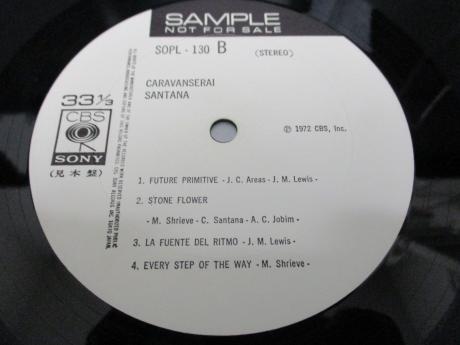 SAMPLE
NOT FOR SALE
SOPL - 130 B
(STEREO)
CARAVANSERAI
SANTANA
33⅓
CBS
SONY
(見本盤)
℗ 1972 CBS, Inc.
1. FUTURE PRIMITIVE - J. C. Areas - J. M. Lewis -
2. STONE FLOWER
- M. Shrieve - C. Santana - A. C. Jobim -
3. LA FUENTE DEL RITMO - J. M. Lewis -
4. EVERY STEP OF THE WAY - M. Shrieve -